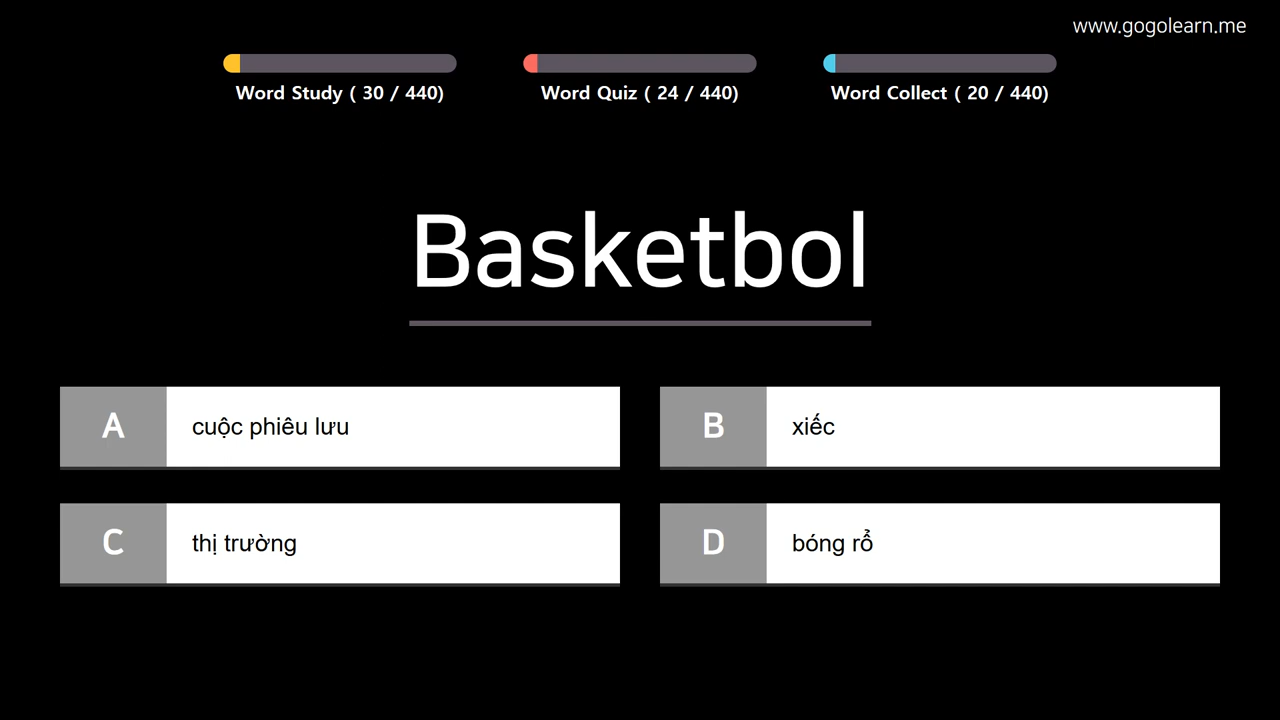 www.gogolearn.me
Word Study ( 30 / 440)
Word Quiz ( 24 / 440)
Word Collect ( 20 / 440)
Basketbol
A
cuộc phiêu lưu
B
xiếc
C
thị trường
D
bóng rổ